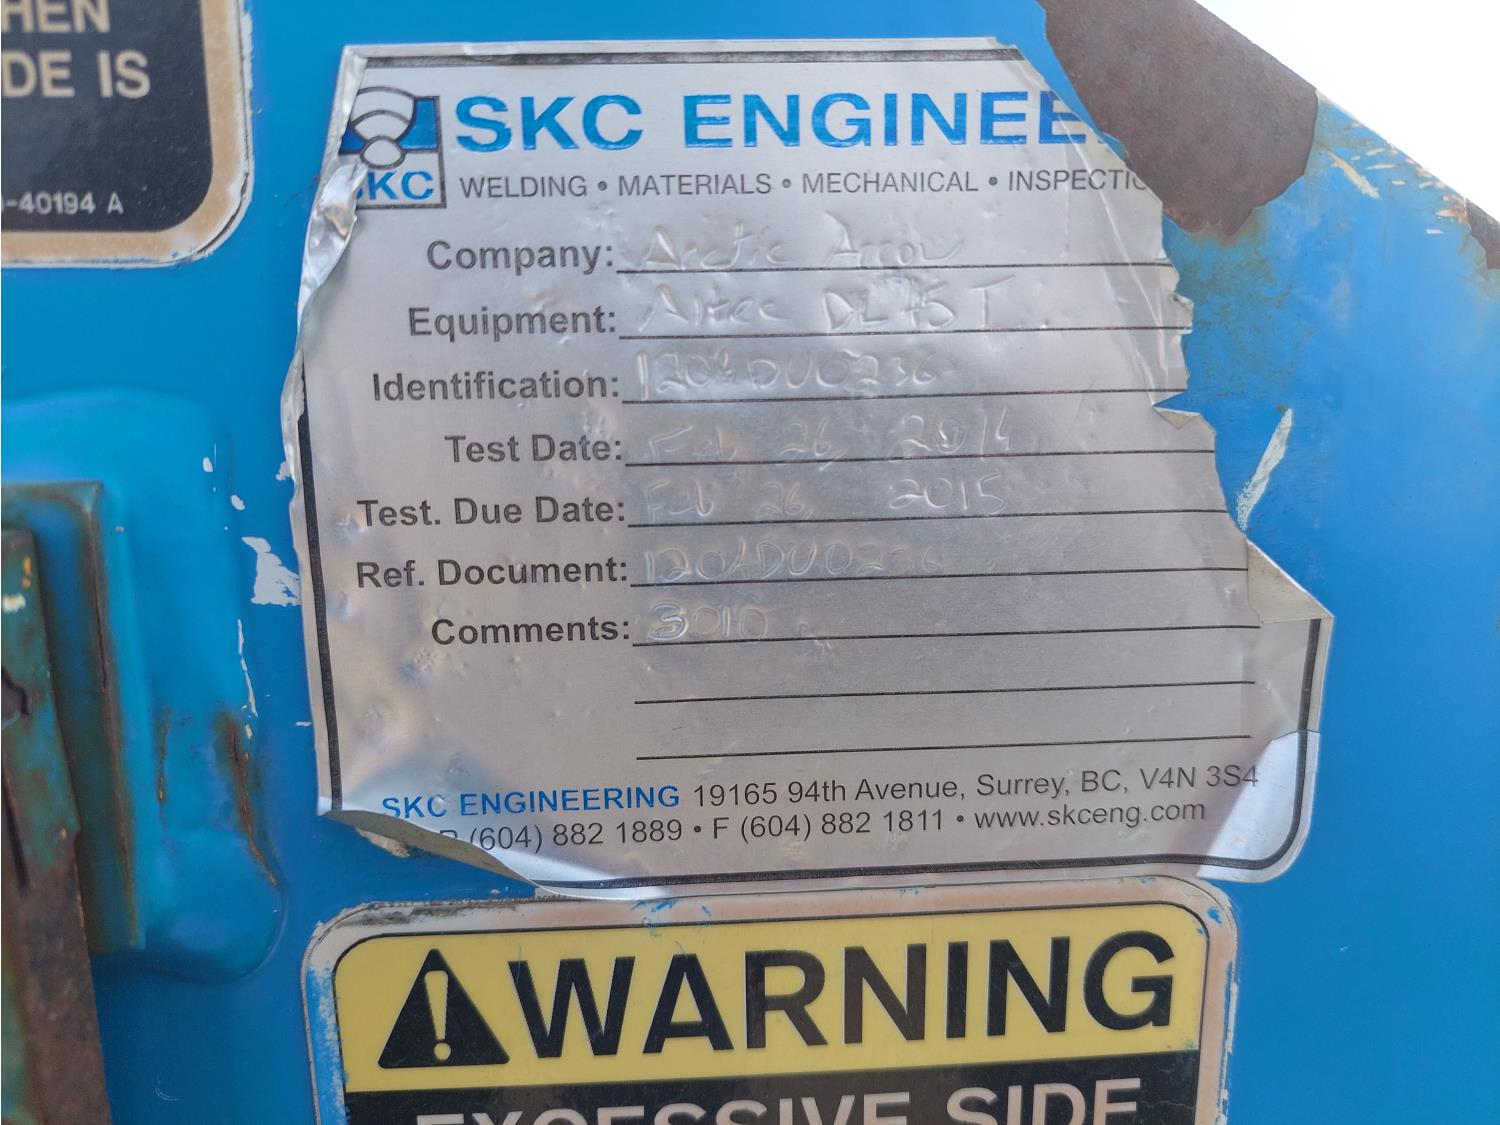 HEN
DE IS
-40194 A
SKC ENGINEE
SKC
WELDING • MATERIALS • MECHANICAL • INSPECTIO
Company: Arctic Arrow
Equipment: Altec DL45T
Identification: 1204DU0236
Test Date: Feb 26, 2014
Test. Due Date: Feb 26, 2015
Ref. Document: 1204DU0236
Comments: 3010
SKC ENGINEERING 19165 94th Avenue, Surrey, BC, V4N 3S4
P (604) 882 1889 • F (604) 882 1811 • www.skceng.com
WARNING
EXCESSIVE SIDE